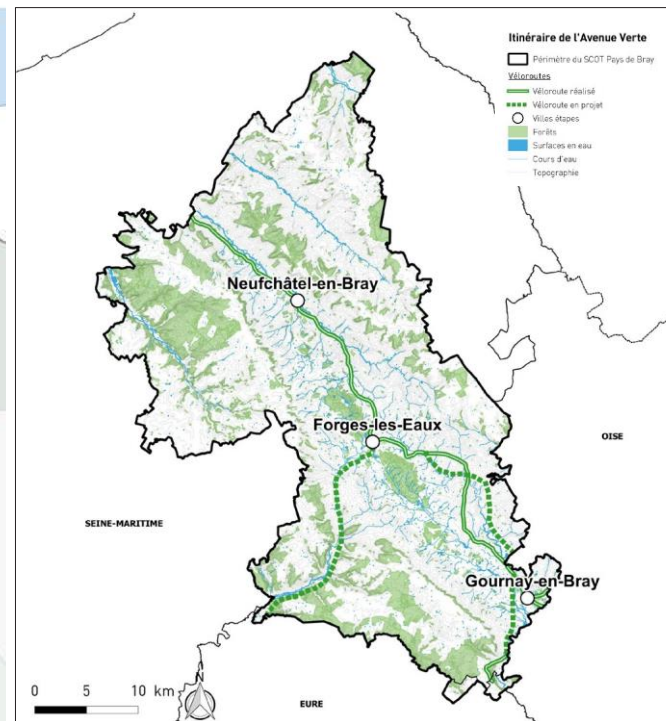 Itinéraire de l'Avenue Verte
Périmètre du SCOT Pays de Bray
Véloroutes
Véloroute réalisé
Véloroute en projet
Villes étapes
Forêts
Surfaces en eau
Cours d'eau
Topographie
Neufchâtel-en-Bray
Forges-les-Eaux
OISE
SEINE-MARITIME
Gournay-en-Bray
N
0 5 10 km
EURE